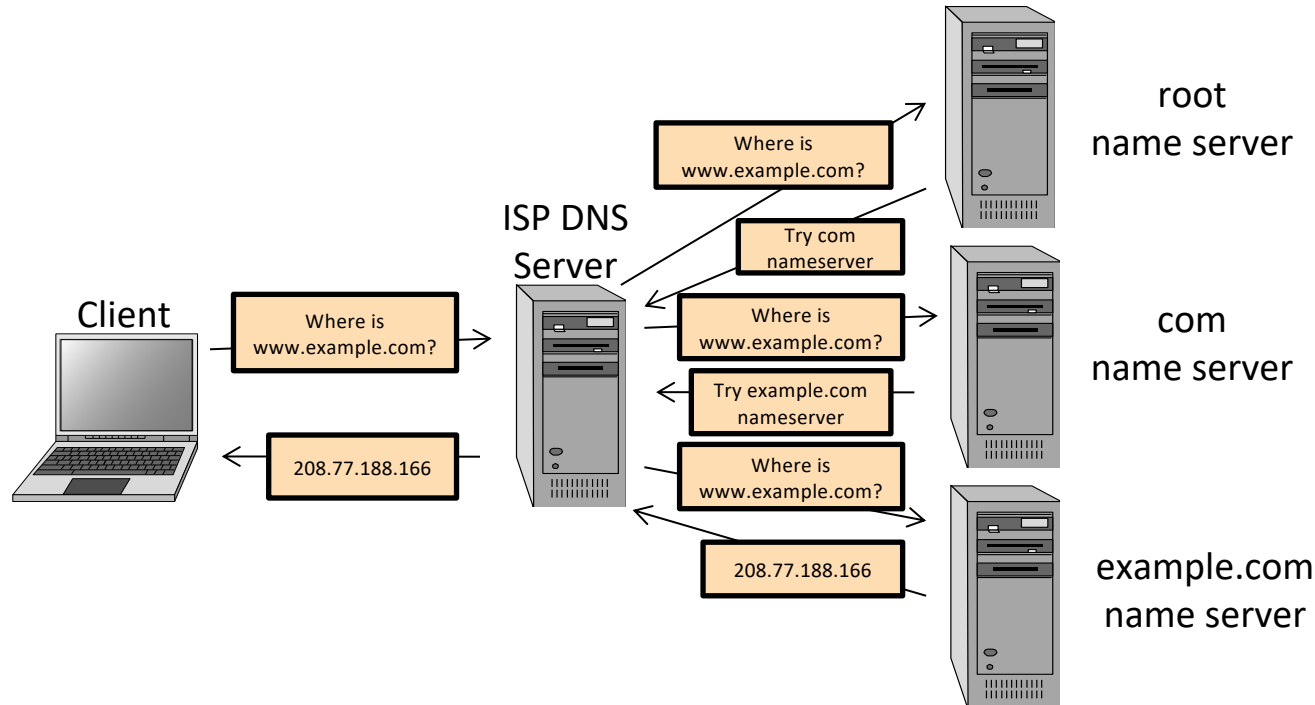 root
name server
Where is
www.example.com?
ISP DNS
Server
Try com
nameserver
Client
Where is
www.example.com?
Where is
www.example.com?
com
name server
Try example.com
nameserver
208.77.188.166
Where is
www.example.com?
208.77.188.166
example.com
name server